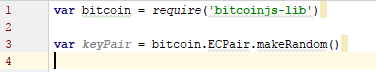 1 var bitcoin = require('bitcoinjs-lib')
2
3 var keyPair = bitcoin.ECPair.makeRandom()
4